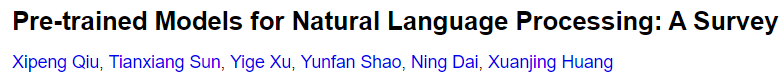 Pre-trained Models for Natural Language Processing: A Survey
Xipeng Qiu, Tianxiang Sun, Yige Xu, Yunfan Shao, Ning Dai, Xuanjing Huang